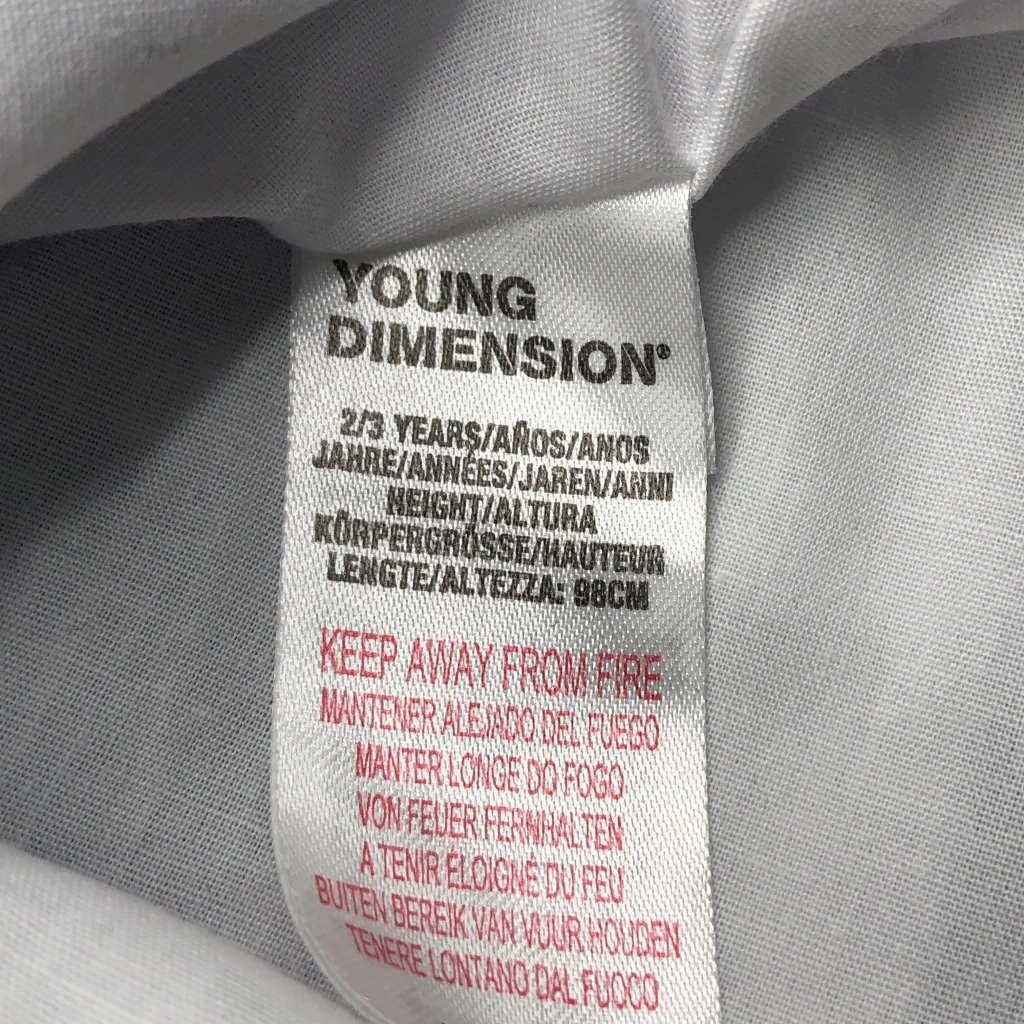 YOUNG
DIMENSION®
2/3 YEARS/AÑOS/ANOS
JAHRE/ANNÉES/JAREN/ANNI
HEIGHT/ALTURA
KÖRPERGRÖSSE/HAUTEUR
LENGTE/ALTEZZA: 98CM
KEEP AWAY FROM FIRE
MANTENER ALEJADO DEL FUEGO
MANTER LONGE DO FOGO
VON FEUER FERNHALTEN
A TENIR ÉLOIGNÉ DU FEU
BUITEN BEREIK VAN VUUR HOUDEN
TENERE LONTANO DAL FUOCO